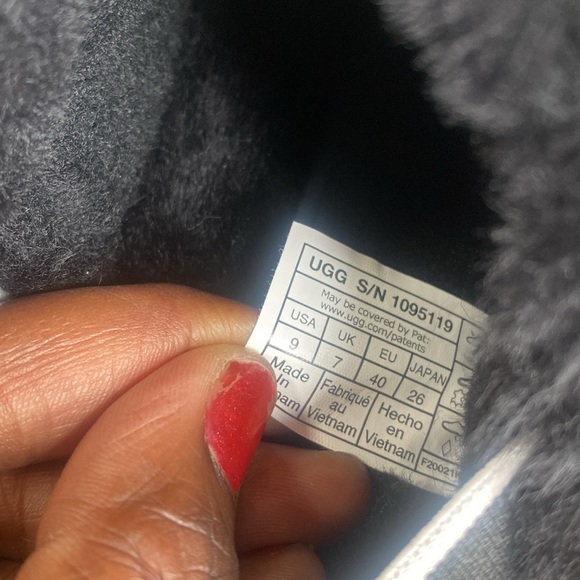 UGG S/N 1095119
May be covered by Pat:
www.ugg.com/patents
USA UK EU JAPAN
9 7 40 26
Made Fabriqué Hecho
In au en
Vietnam Vietnam